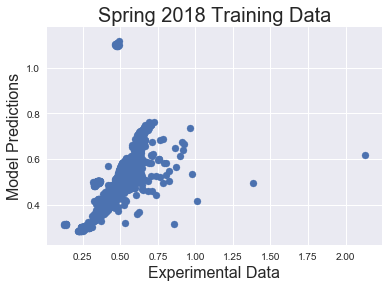 Spring 2018 Training Data
Model Predictions
1.0
0.8
0.6
0.4
0.25 0.50 0.75 1.00 1.25 1.50 1.75 2.00
Experimental Data